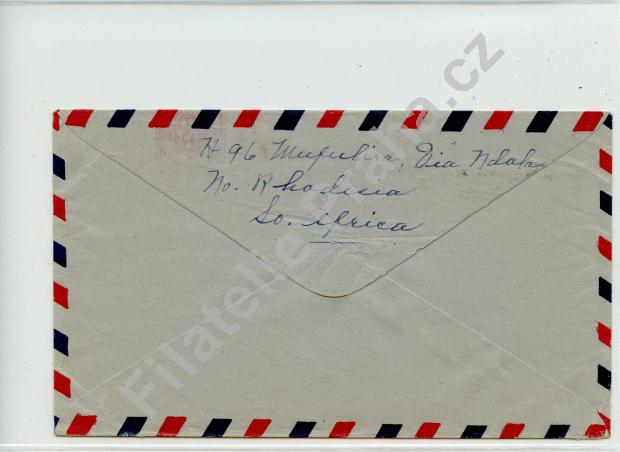 H 96 Mufulira, Via Ndola
No. Rhodesia
So. Africa
Filatelie-Praha.cz